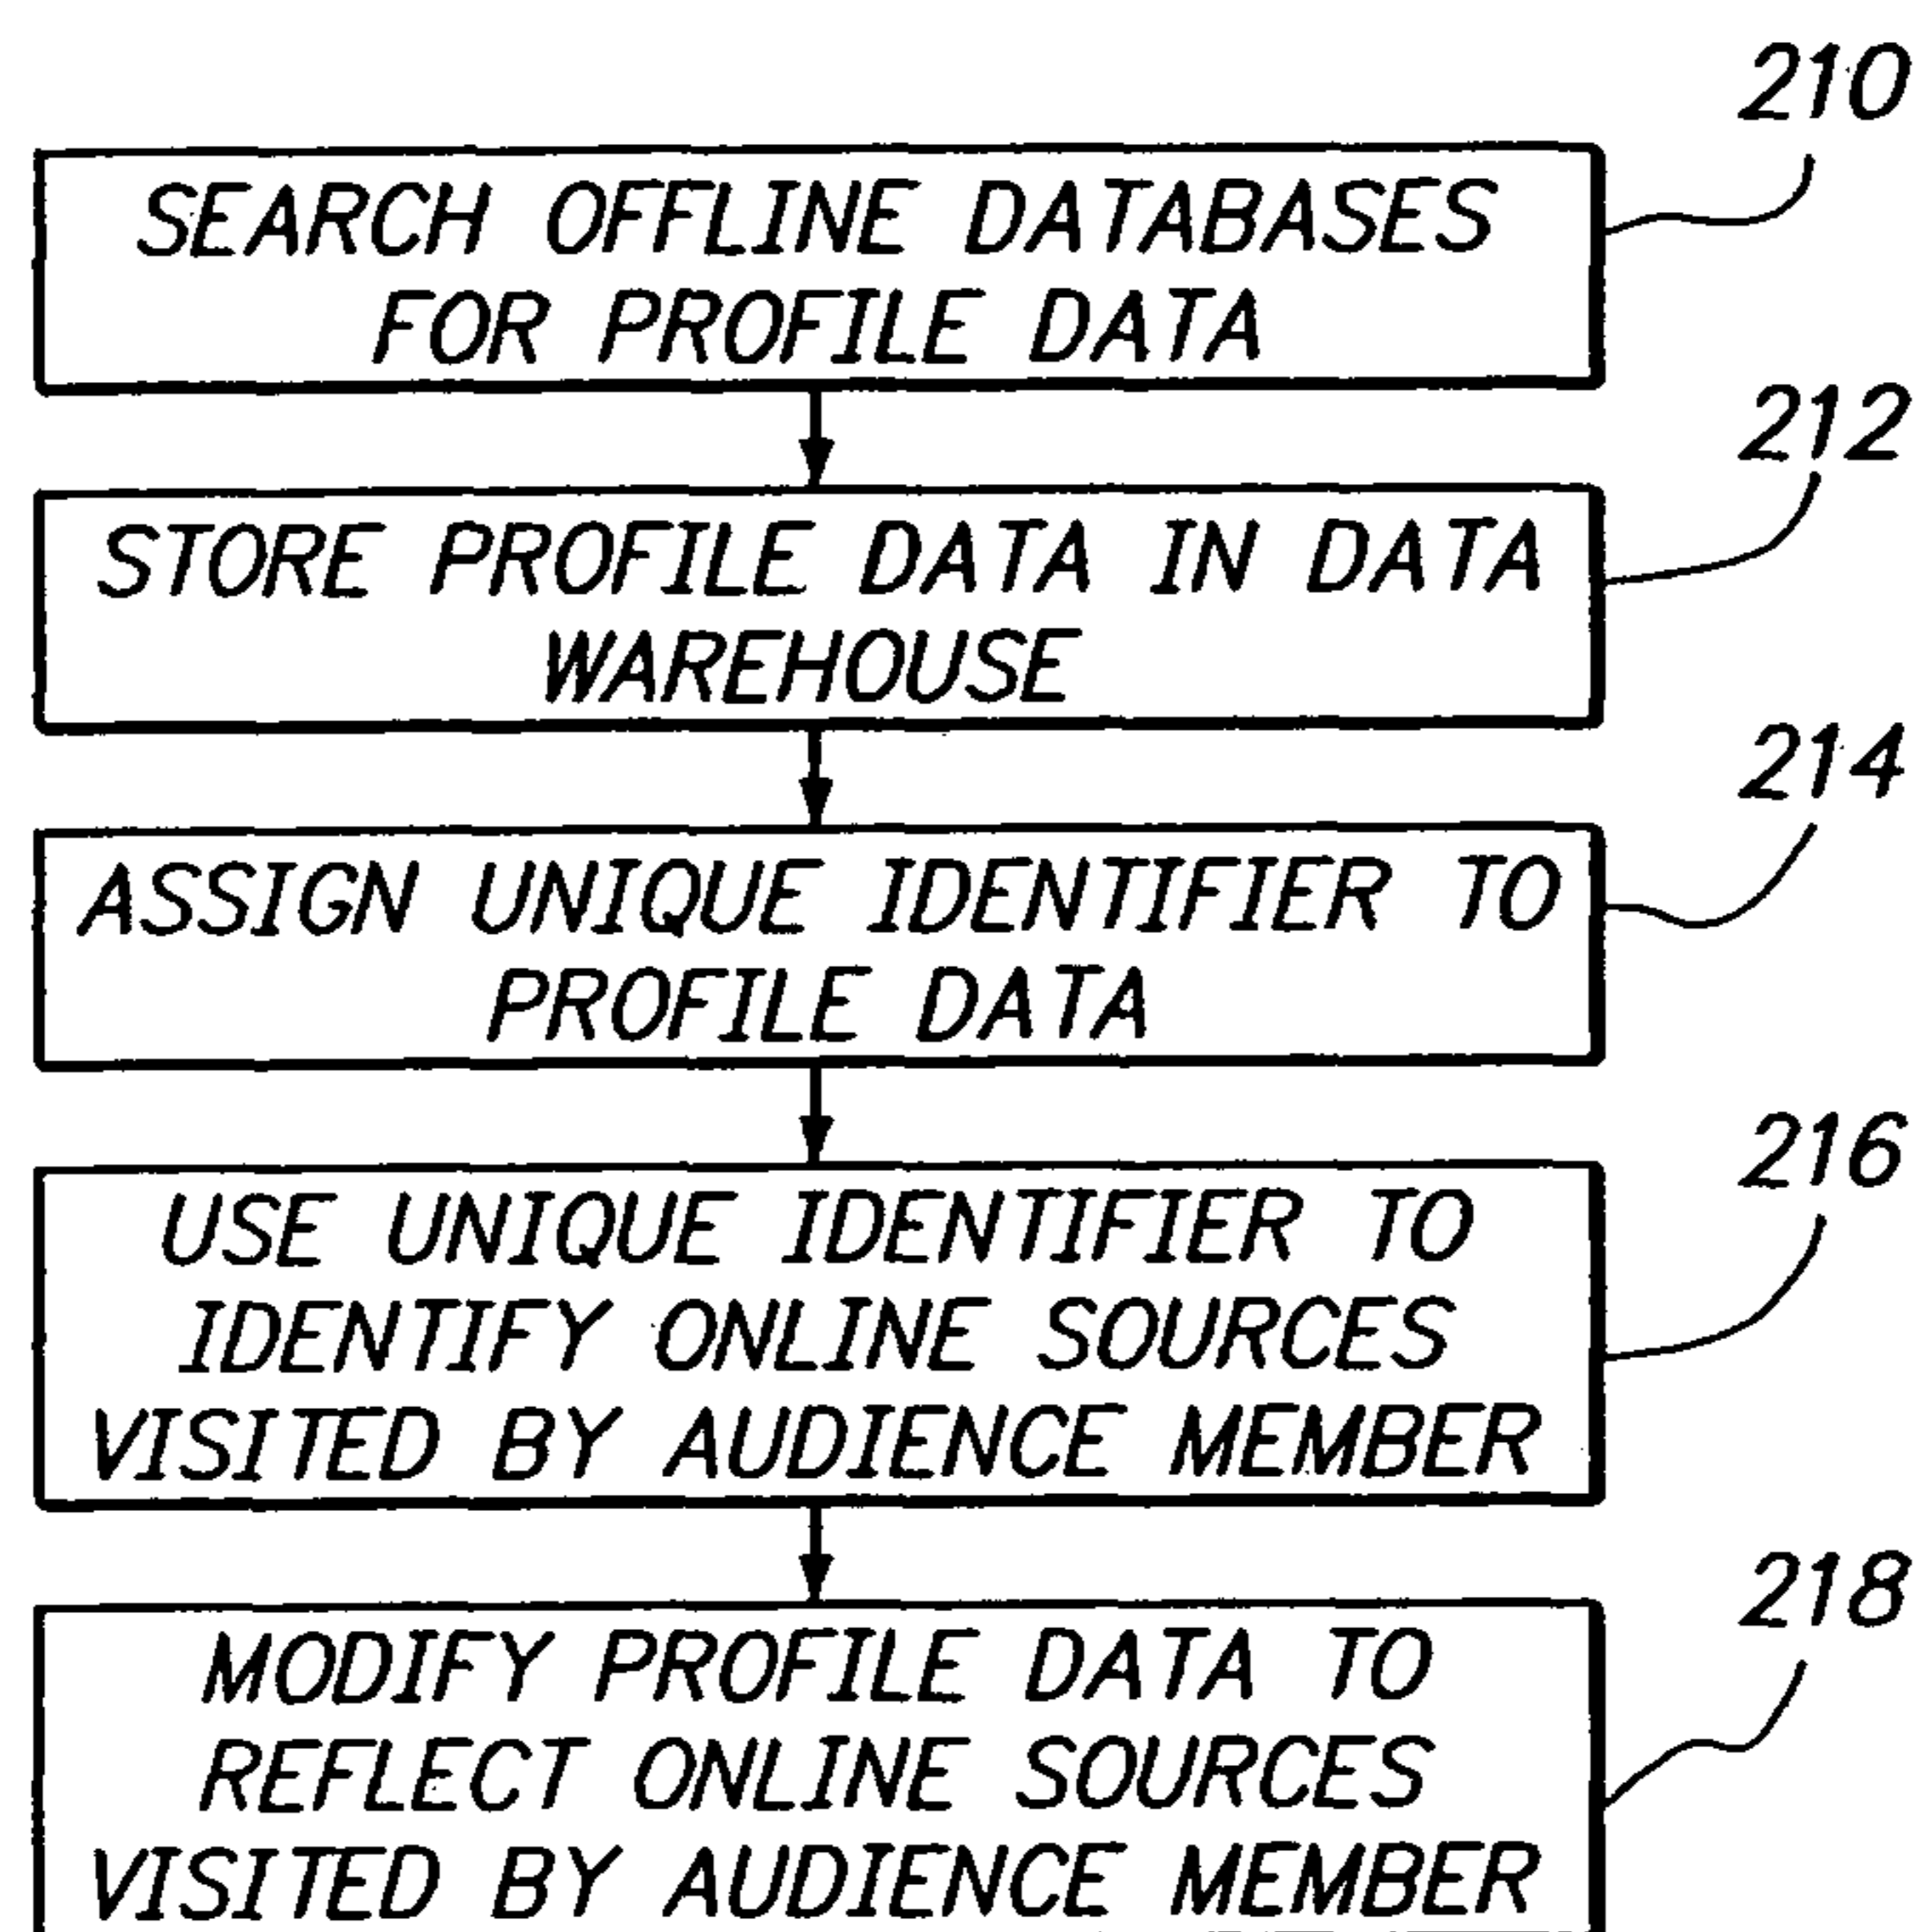 210
SEARCH OFFLINE DATABASES
FOR PROFILE DATA
212
STORE PROFILE DATA IN DATA
WAREHOUSE
214
ASSIGN UNIQUE IDENTIFIER TO
PROFILE DATA
216
USE UNIQUE IDENTIFIER TO
IDENTIFY ONLINE SOURCES
VISITED BY AUDIENCE MEMBER
218
MODIFY PROFILE DATA TO
REFLECT ONLINE SOURCES
VISITED BY AUDIENCE MEMBER